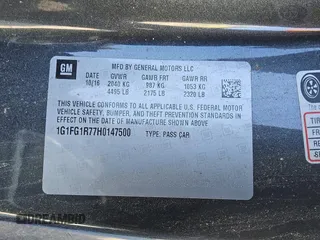 GM
MFD BY GENERAL MOTORS LLC
DATE GVWR GAWR FRT GAWR RR
10/16 2040 KG 987 KG 1053 KG
4495 LB 2175 LB 2320 LB
THIS VEHICLE CONFORMS TO ALL APPLICABLE U.S. FEDERAL MOTOR
VEHICLE SAFETY, BUMPER, AND THEFT PREVENTION STANDARDS
IN EFFECT ON THE DATE OF MANUFACTURE SHOWN ABOVE
1G1FG1R77H0147500 TYPE: PASS CAR
DREAMBID